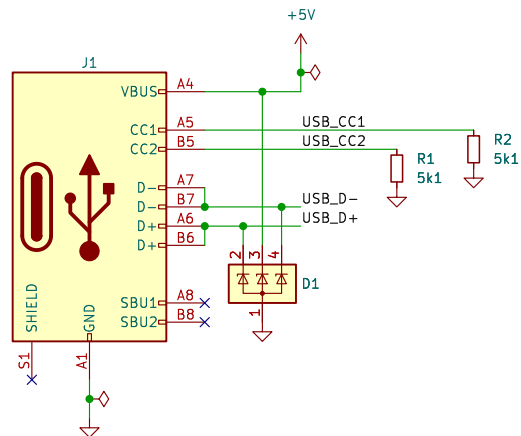 +5V
J1
VBUS A4
CC1 A5 USB_CC1
CC2 B5 USB_CC2
R2
5k1
R1
5k1
D- A7
D- B7 USB_D-
D+ A6 USB_D+
D+ B6
2 3 4
D1
1
SBU1 A8
SBU2 B8
SHIELD
GND
S1
A1